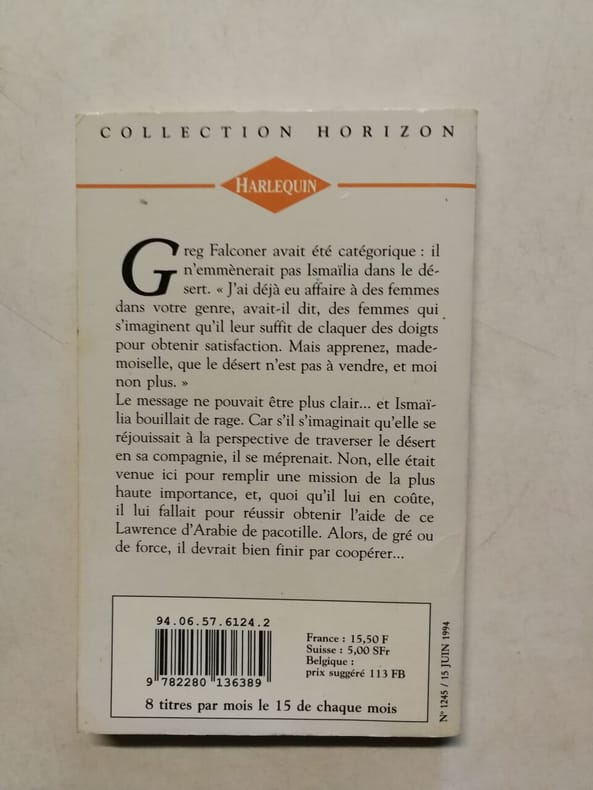 COLLECTION HORIZON
HARLEQUIN
Greg Falconer avait été catégorique : il
n'emmènerait pas Ismaïlia dans le dé-
sert. « J'ai déjà eu affaire à des femmes
dans votre genre, avait-il dit, des femmes qui
s'imaginent qu'il leur suffit de claquer des doigts
pour obtenir satisfaction. Mais apprenez, made-
moiselle, que le désert n'est pas à vendre, et moi
non plus. »
Le message ne pouvait être plus clair... et Ismaï-
lia bouillait de rage. Car s'il s'imaginait qu'elle se
réjouissait à la perspective de traverser le désert
en sa compagnie, il se méprenait. Non, elle était
venue ici pour remplir une mission de la plus
haute importance, et, quoi qu'il lui en coûte,
il lui fallait pour réussir obtenir l'aide de ce
Lawrence d'Arabie de pacotille. Alors, de gré ou
de force, il devrait bien finir par coopérer...
94.06.57.6124.2
9 782280 136389
France : 15,50 F
Suisse : 5,00 SFr
Belgique :
prix suggéré 113 FB
8 titres par mois le 15 de chaque mois
N° 1245 / 15 JUIN 1994